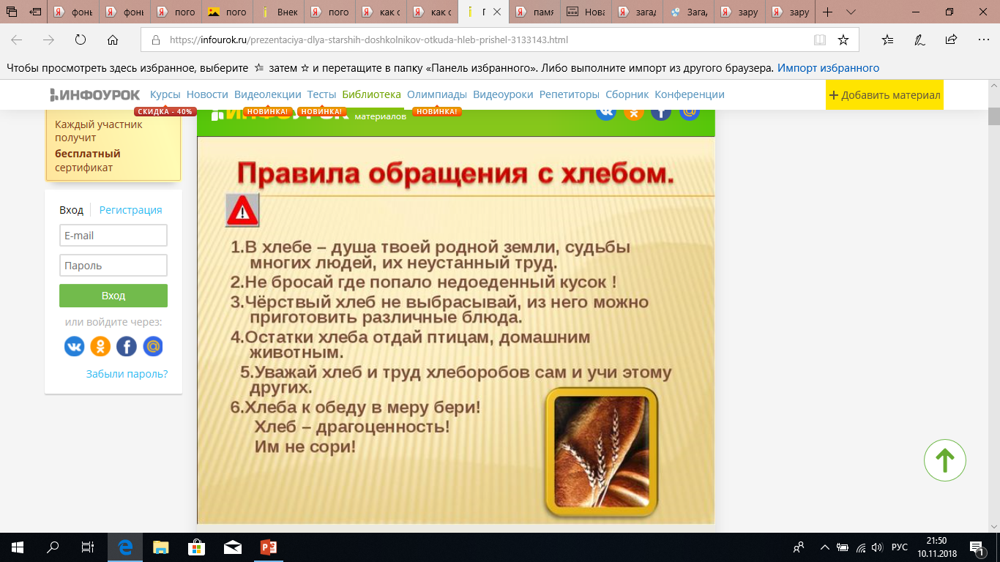 фонь
фонь
пого
пого
Внек
пого
как с
как с
Г
памя
Нова
загад
Зага,
зару
зару
https://infourok.ru/prezentaciya-dlya-starshih-doshkolnikov-otkuda-hleb-prishel-3133143.html
Чтобы просмотреть здесь избранное, выберите затем и перетащите в папку «Панель избранного». Либо выполните импорт из другого браузера. Импорт избранного
ИНФОУРОК Курсы Новости Видеолекции Тесты Библиотека Олимпиады Видеоуроки Репетиторы Сборник Конференции + Добавить материал
СКИДКА - 40% НОВИНКА! НОВИНКА! НОВИНКА!
материалов
Каждый участник
получит
бесплатный
сертификат
Вход Регистрация
E-mail
Пароль
Вход
или войдите через:
Забыли пароль?
Правила обращения с хлебом.
1.В хлебе – душа твоей родной земли, судьбы
многих людей, их неустанный труд.
2.Не бросай где попало недоеденный кусок !
3.Чёрствый хлеб не выбрасывай, из него можно
приготовить различные блюда.
4.Остатки хлеба отдай птицам, домашним
животным.
5.Уважай хлеб и труд хлеборобов сам и учи этому
других.
6.Хлеба к обеду в меру бери!
Хлеб – драгоценность!
Им не сори!
РУС
21:50
10.11.2018
1